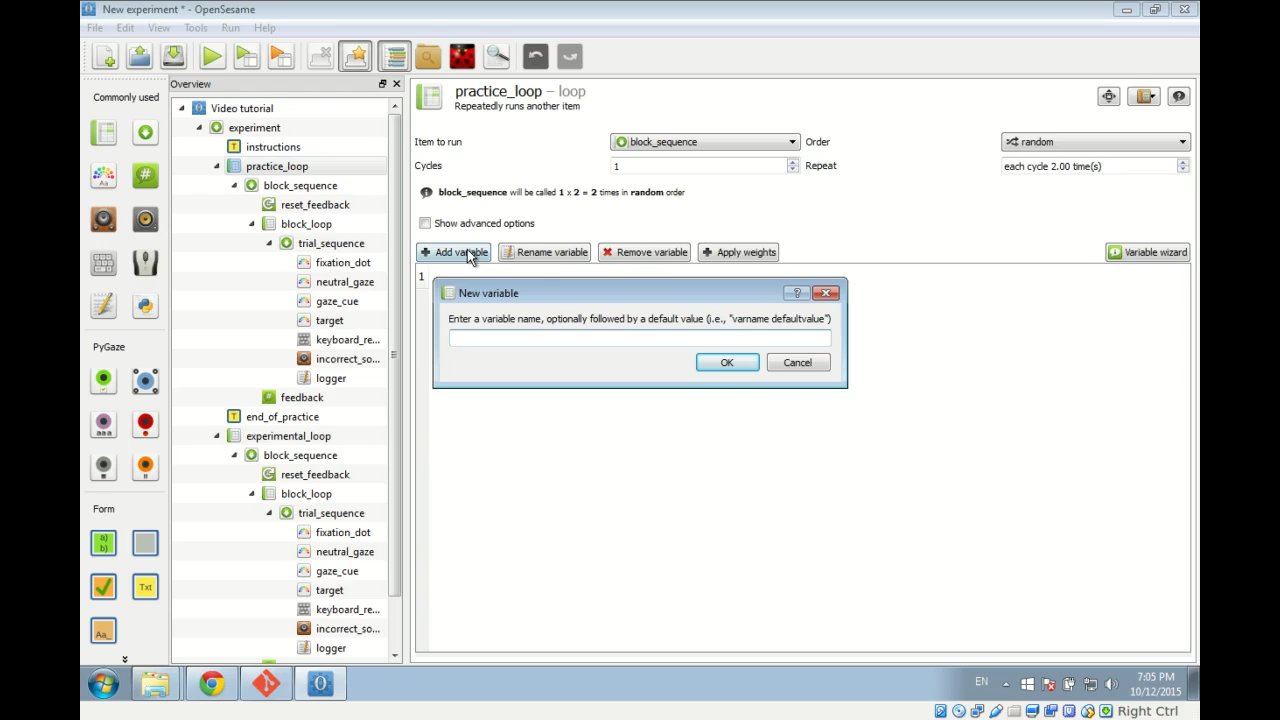 New experiment * - OpenSesame
File Edit View Tools Run Help
Commonly used
PyGaze
Form
Overview
Video tutorial
experiment
instructions
practice_loop
block_sequence
reset_feedback
block_loop
trial_sequence
fixation_dot
neutral_gaze
gaze_cue
target
keyboard_re...
incorrect_so...
logger
feedback
end_of_practice
experimental_loop
block_sequence
reset_feedback
block_loop
trial_sequence
fixation_dot
neutral_gaze
gaze_cue
target
keyboard_re...
incorrect_so...
logger
practice_loop – loop
Repeatedly runs another item
Item to run block_sequence Order random
Cycles 1 Repeat each cycle 2.00 time(s)
block_sequence will be called 1 x 2 = 2 times in random order
Show advanced options
Add variable Rename variable Remove variable Apply weights Variable wizard
1
New variable
Enter a variable name, optionally followed by a default value (i.e., "varname defaultvalue")
OK Cancel
a)
b)
Txt
Aa_
EN
7:05 PM
10/12/2015
Right Ctrl